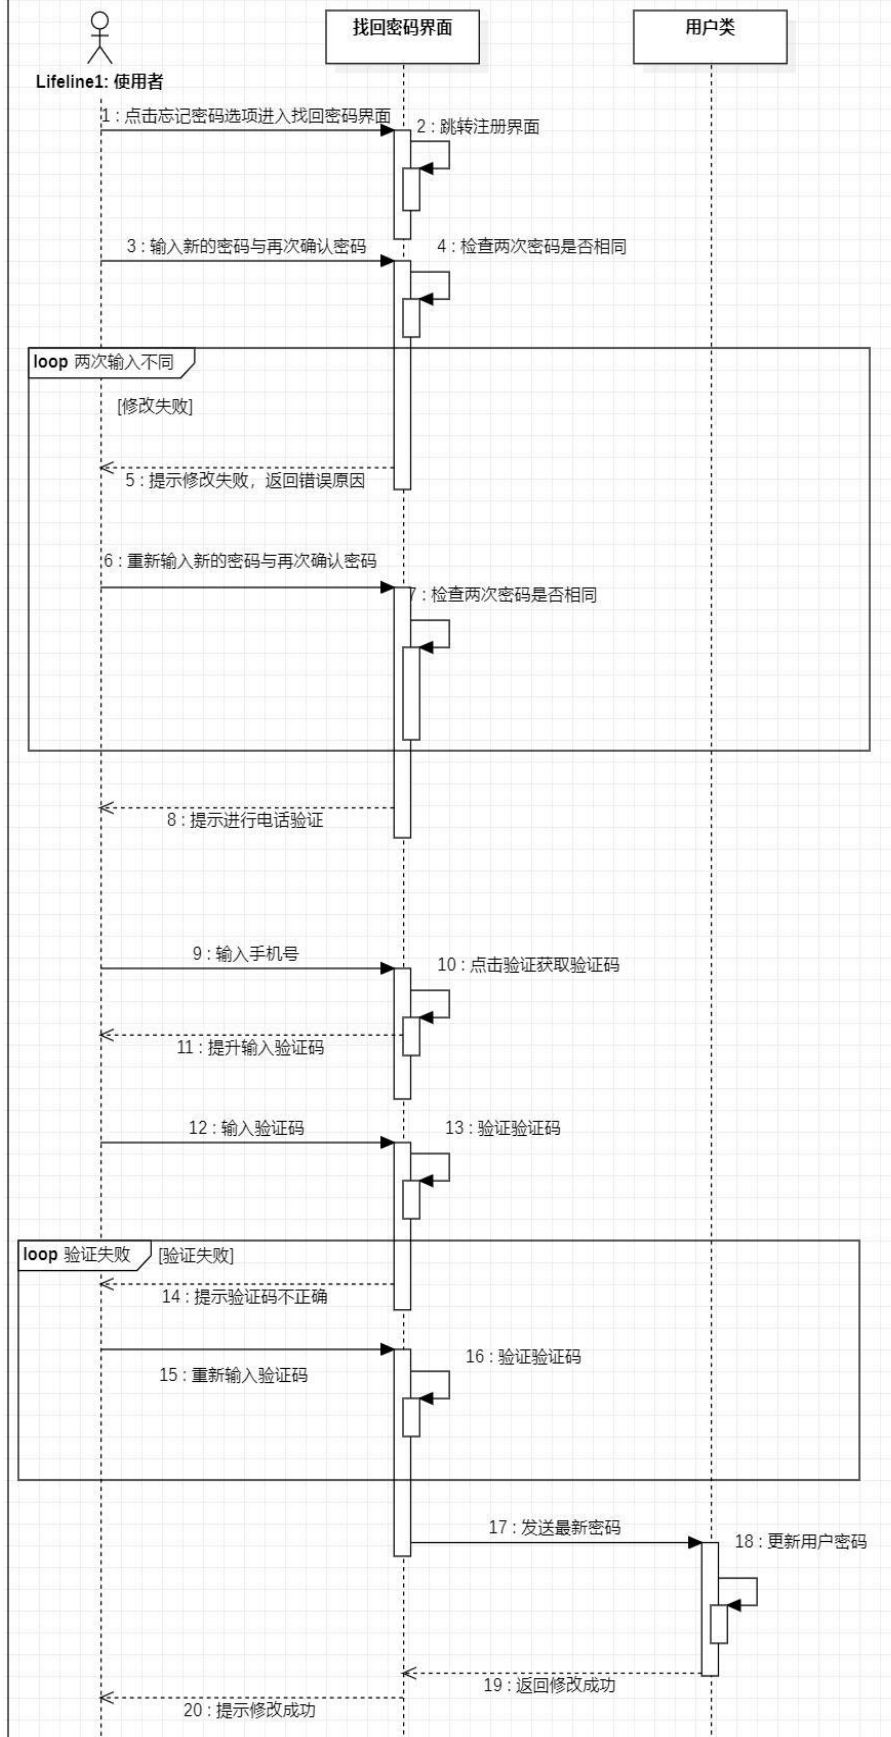 找回密码界面
用户类
Lifeline1: 使用者
1 : 点击忘记密码选项进入找回密码界面
2 : 跳转注册界面
3 : 输入新的密码与再次确认密码
4 : 检查两次密码是否相同
loop 两次输入不同
[修改失败]
5 : 提示修改失败，返回错误原因
6 : 重新输入新的密码与再次确认密码
7 : 检查两次密码是否相同
8 : 提示进行电话验证
9 : 输入手机号
10 : 点击验证获取验证码
11 : 提升输入验证码
12 : 输入验证码
13 : 验证验证码
loop 验证失败
[验证失败]
14 : 提示验证码不正确
15 : 重新输入验证码
16 : 验证验证码
17 : 发送最新密码
18 : 更新用户密码
19 : 返回修改成功
20 : 提示修改成功